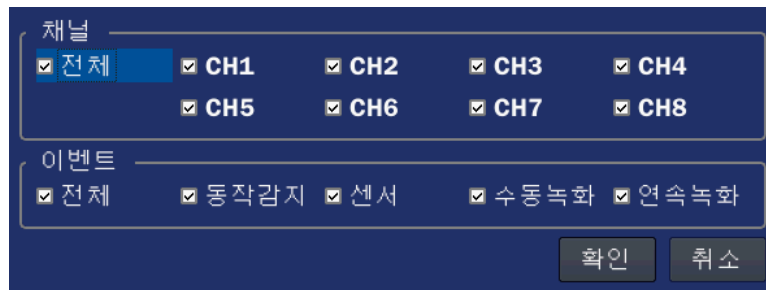 채널
전체 CH1 CH2 CH3 CH4
CH5 CH6 CH7 CH8
이벤트
전체 동작감지 센서 수동녹화 연속녹화
확인 취소